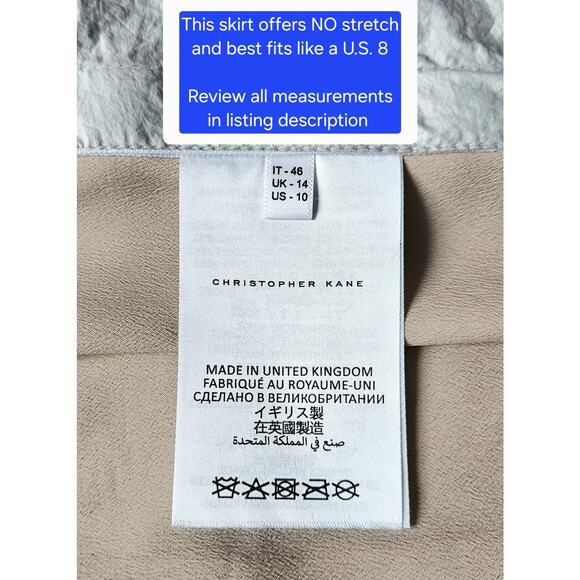 This skirt offers NO stretch
and best fits like a U.S. 8
Review all measurements
in listing description
IT - 46
UK - 14
US - 10
CHRISTOPHER KANE
MADE IN UNITED KINGDOM
FABRIQUÉ AU ROYAUME-UNI
СДЕЛАНО В ВЕЛИКОБРИТАНИИ
イギリス製
在英國製造
صنع في المملكة المتحدة